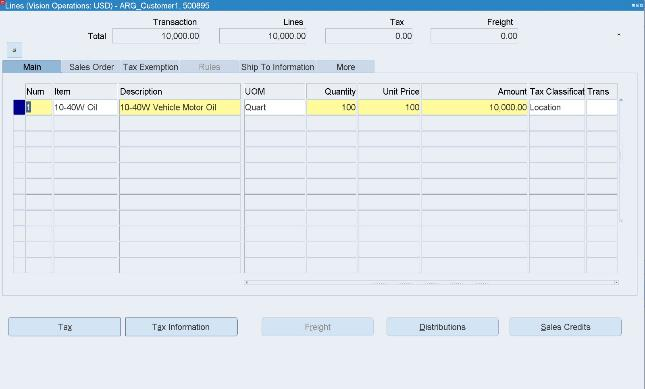 Lines (Vision Operations: USD) - ARG_Customer1_500895
Transaction Lines Tax Freight
Total 10,000.00 10,000.00 0.00 0.00
Main Sales Order Tax Exemption Rules Ship To Information More
Num Item Description UOM Quantity Unit Price Amount Tax Classificat Trans
1 10-40W Oil 10-40W Vehicle Motor Oil Quart 100 100 10,000.00 Location
Tax Tax Information Freight Distributions Sales Credits